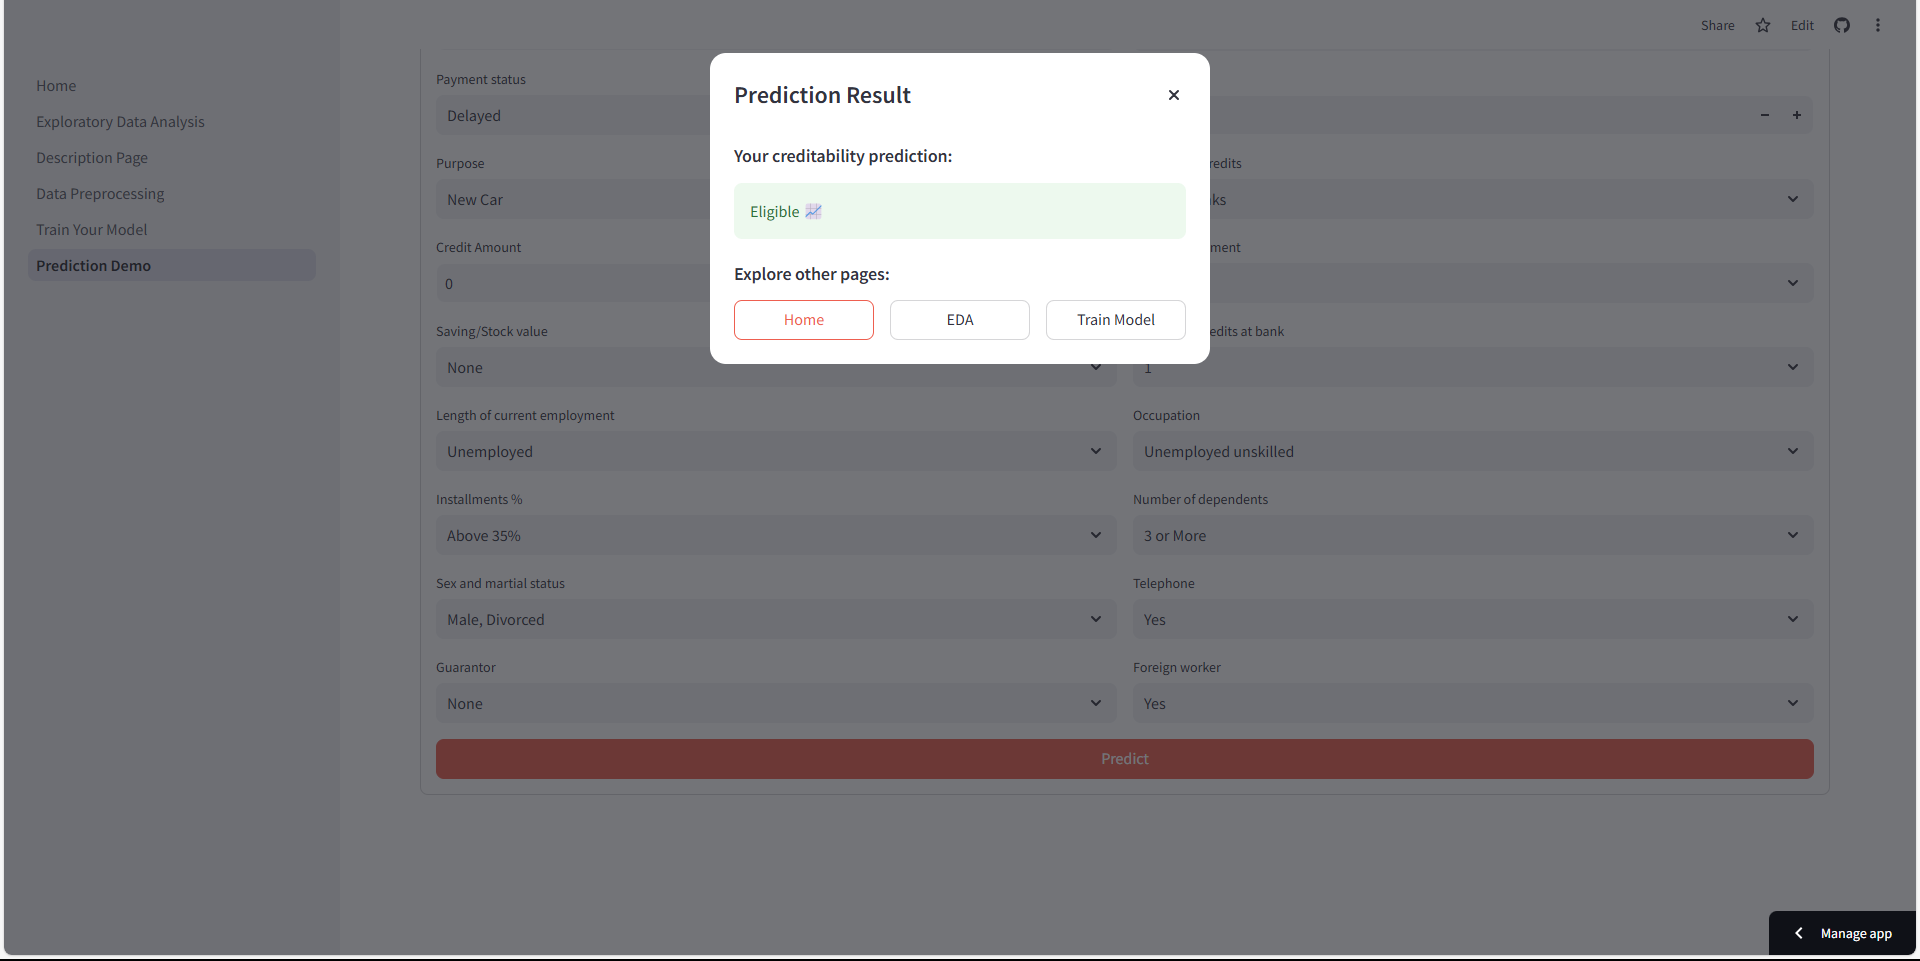 Share
Edit
Home
Exploratory Data Analysis
Description Page
Data Preprocessing
Train Your Model
Prediction Demo
Prediction Result
Your creditability prediction:
Eligible
Explore other pages:
Home
EDA
Train Model
Payment status
Delayed
Purpose
redits
New Car
ks
Credit Amount
ment
0
Saving/Stock value
edits at bank
None
1
Length of current employment
Occupation
Unemployed
Unemployed unskilled
Installments %
Number of dependents
Above 35%
3 or More
Sex and martial status
Telephone
Male, Divorced
Yes
Guarantor
Foreign worker
None
Yes
Predict
Manage app